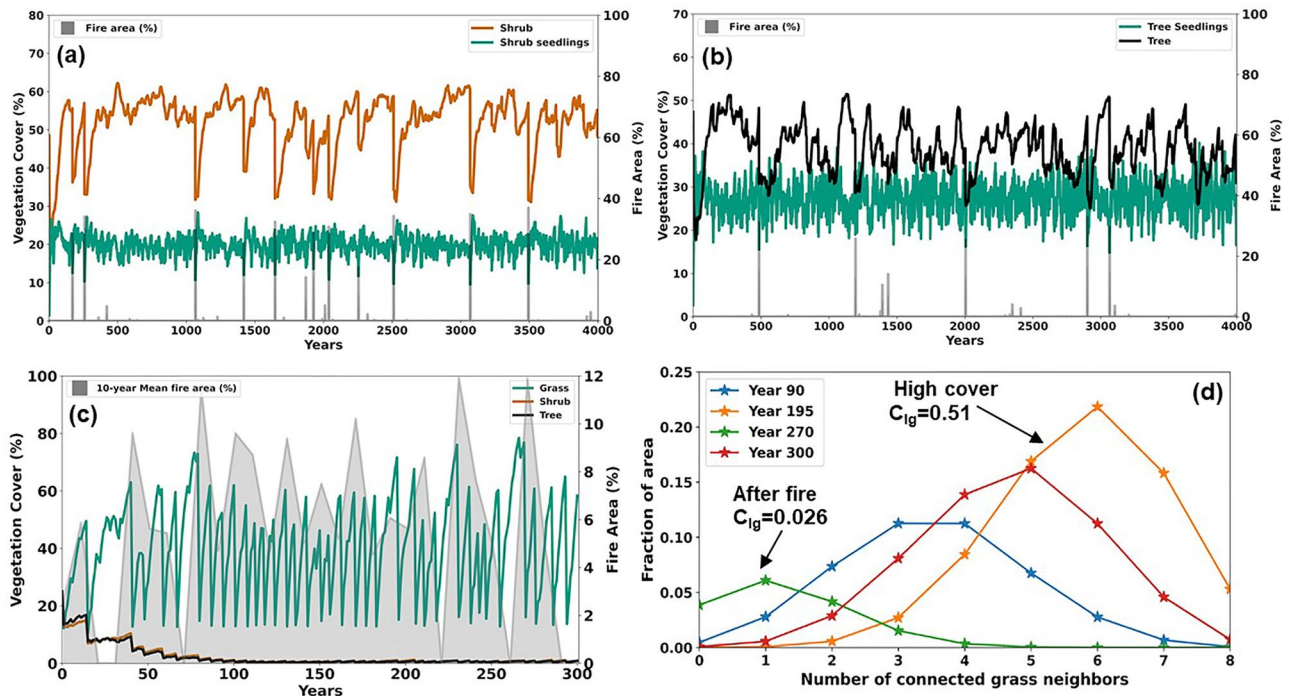 (a)
Fire area (%)
Shrub
Shrub seedlings
Vegetation Cover (%)
Fire Area (%)
80
70
60
50
40
30
20
10
0
100
80
60
40
20
0
0 500 1000 1500 2000 2500 3000 3500 4000
Years
(b)
Fire area (%)
Tree Seedlings
Tree
Vegetation Cover (%)
Fire Area (%)
70
60
50
40
30
20
10
0
100
80
60
40
20
0
0 500 1000 1500 2000 2500 3000 3500 4000
Years
(c)
10-year Mean fire area (%)
Grass
Shrub
Tree
Vegetation Cover (%)
Fire Area (%)
100
80
60
40
20
0
12
10
8
6
4
2
0
0 50 100 150 200 250 300
Years
(d)
Year 90
Year 195
Year 270
Year 300
High cover
Clg=0.51
After fire
Clg=0.026
Fraction of area
0.25
0.20
0.15
0.10
0.05
0.00
0 1 2 3 4 5 6 7 8
Number of connected grass neighbors